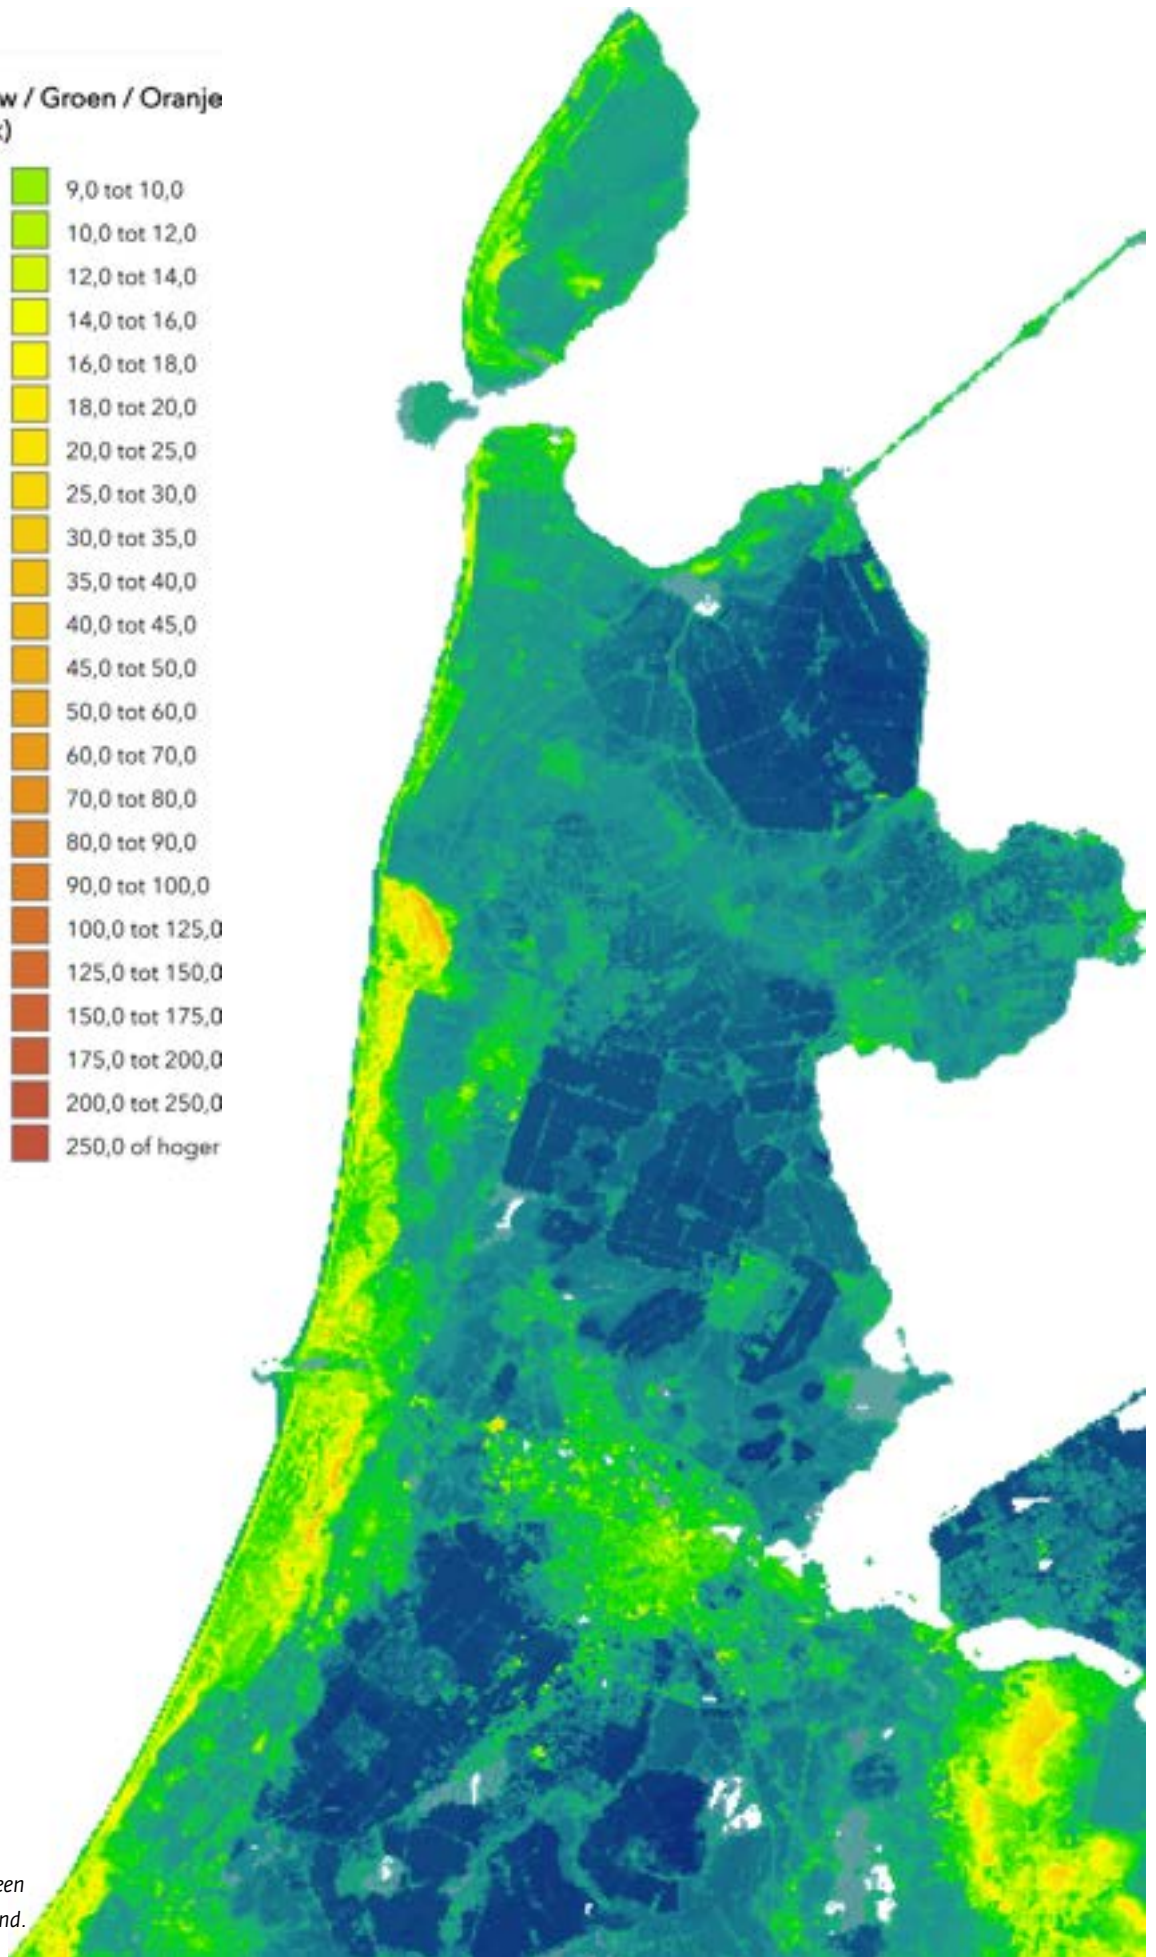 w / Groen / Oranje
)
9,0 tot 10,0
10,0 tot 12,0
12,0 tot 14,0
14,0 tot 16,0
16,0 tot 18,0
18,0 tot 20,0
20,0 tot 25,0
25,0 tot 30,0
30,0 tot 35,0
35,0 tot 40,0
40,0 tot 45,0
45,0 tot 50,0
50,0 tot 60,0
60,0 tot 70,0
70,0 tot 80,0
80,0 tot 90,0
90,0 tot 100,0
100,0 tot 125,0
125,0 tot 150,0
150,0 tot 175,0
175,0 tot 200,0
200,0 tot 250,0
250,0 of hoger
een
nd.